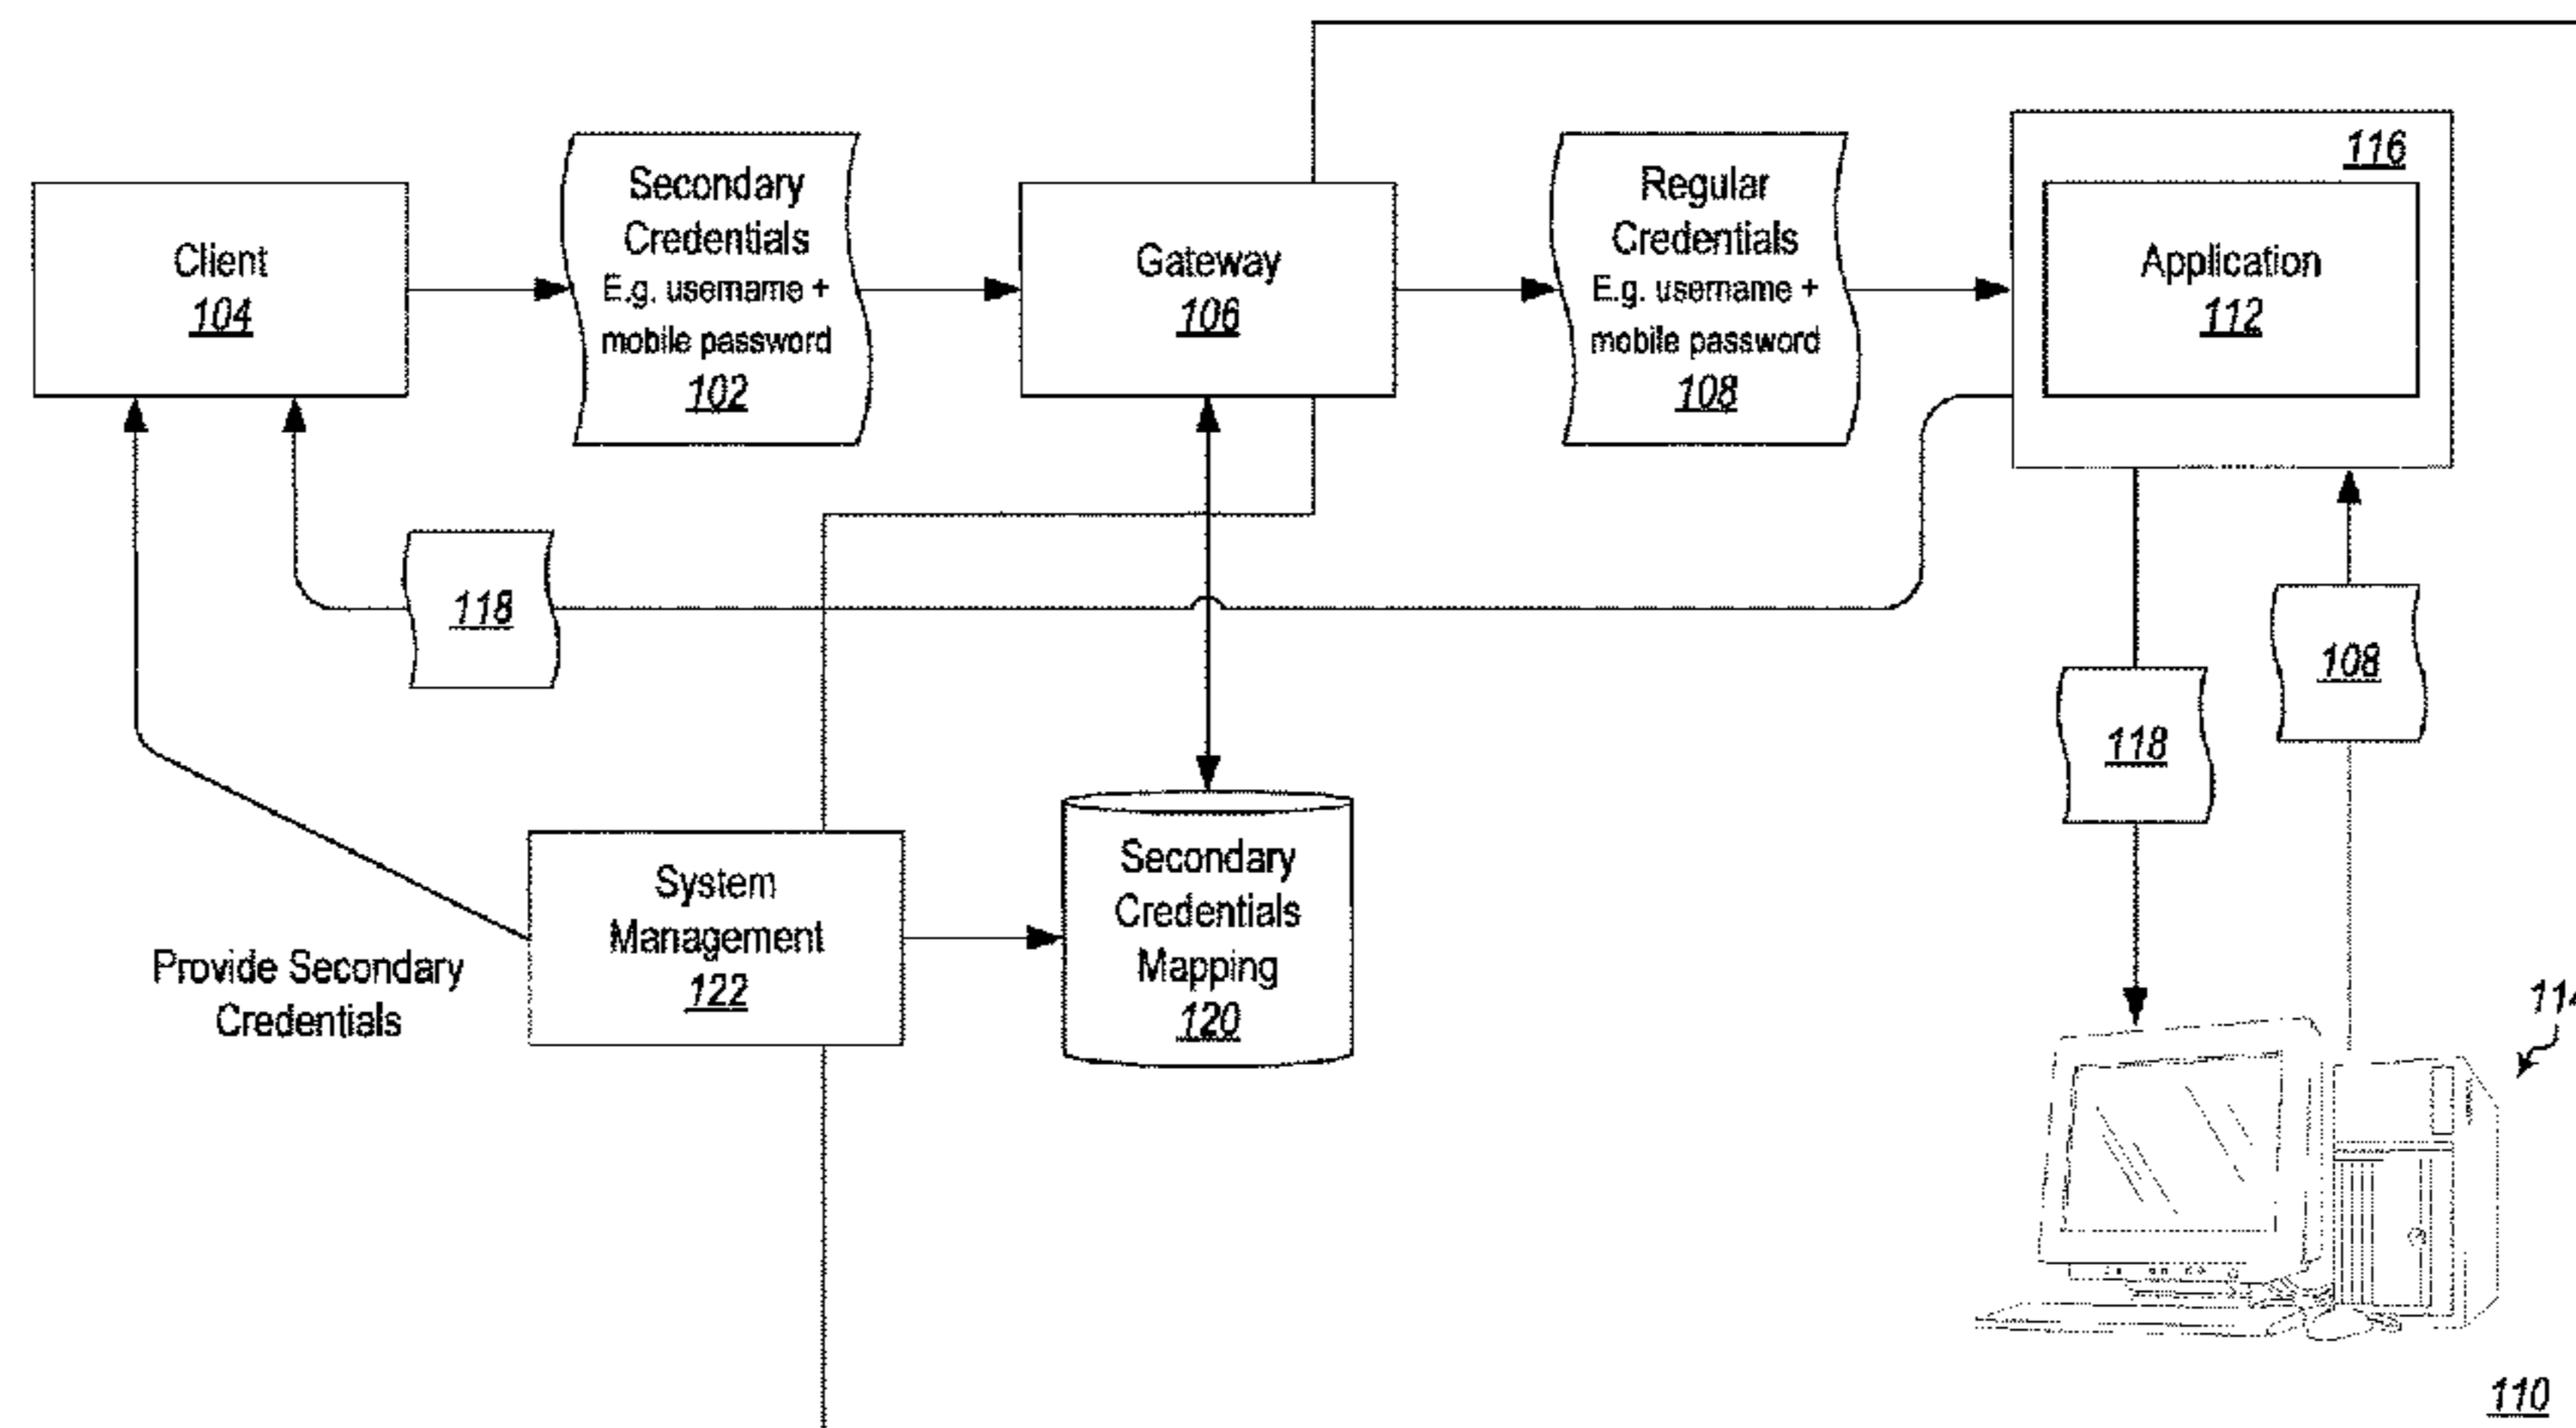 116
Client
104
Secondary
Credentials
E.g. username +
mobile password
102
Gateway
106
Regular
Credentials
E.g. username +
mobile password
108
Application
112
118
118
108
System
Management
122
Secondary
Credentials
Mapping
120
Provide Secondary
Credentials
114
110